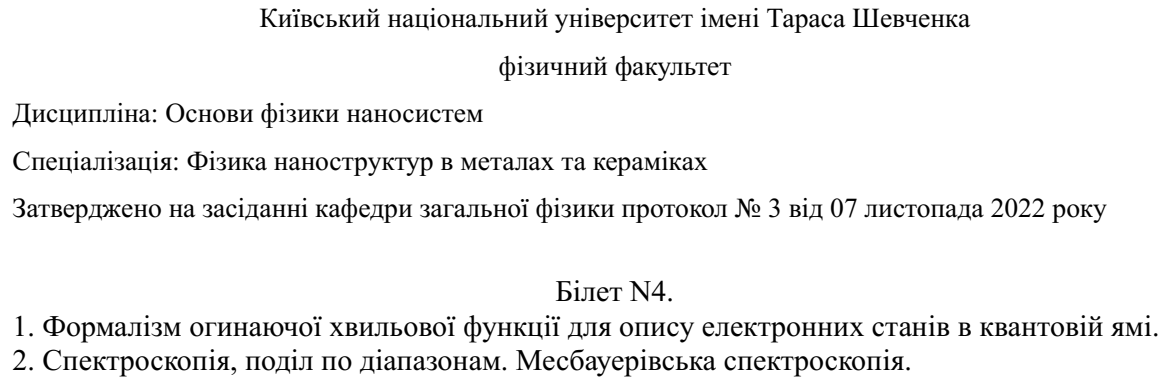 Київський національний університет імені Тараса Шевченка
фізичний факультет
Дисципліна: Основи фізики наносистем
Спеціалізація: Фізика наноструктур в металах та кераміках
Затверджено на засіданні кафедри загальної фізики протокол № 3 від 07 листопада 2022 року
Білет N4.
1. Формалізм огинаючої хвильової функції для опису електронних станів в квантовій ямі.
2. Спектроскопія, поділ по діапазонам. Месбауерівська спектроскопія.